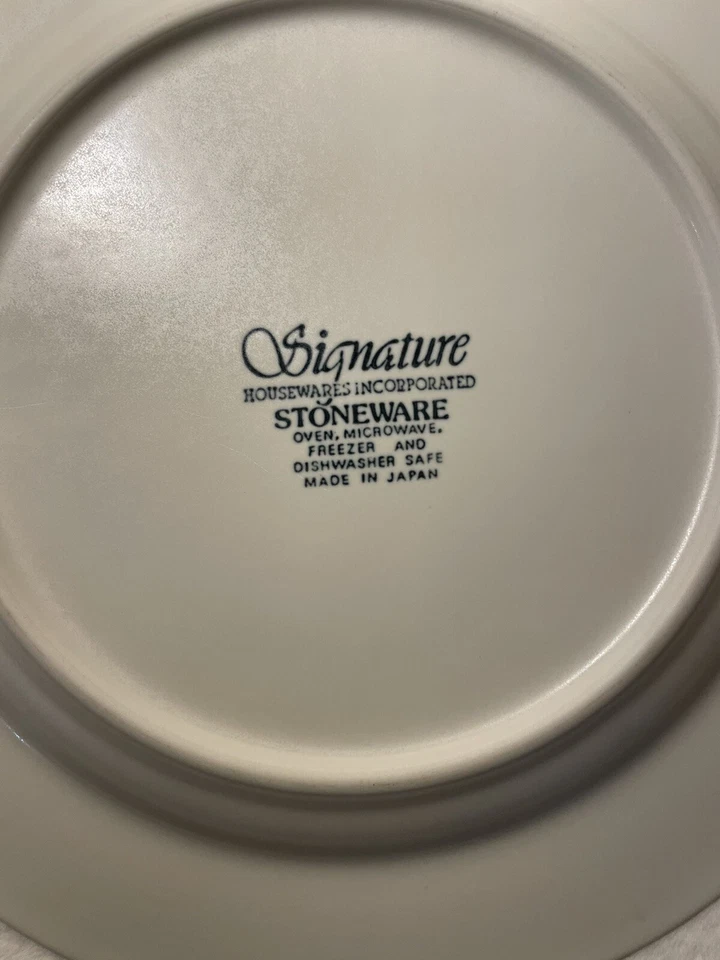 Signature
HOUSEWARES INCORPORATED
STONEWARE
OVEN, MICROWAVE,
FREEZER AND
DISHWASHER SAFE
MADE IN JAPAN